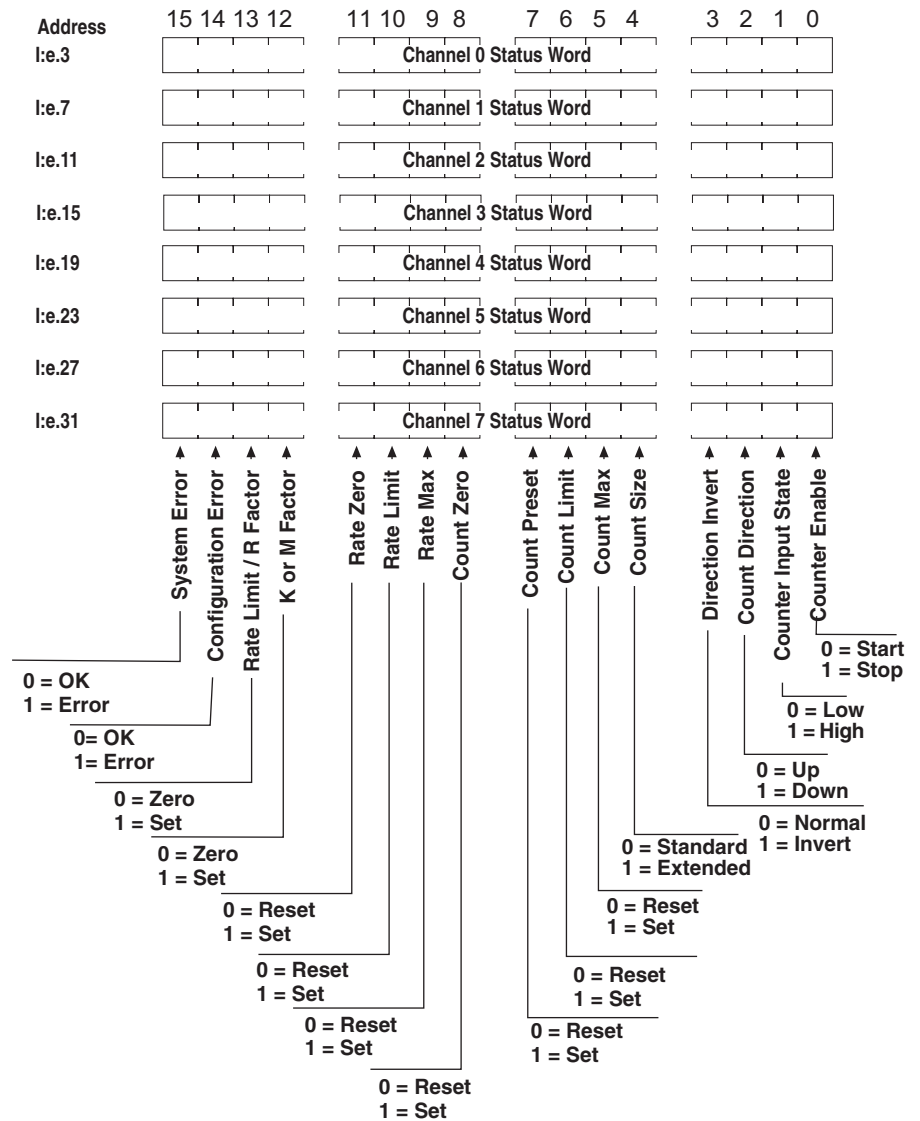 Address 15 14 13 12 11 10 9 8 7 6 5 4 3 2 1 0
I:e.3 Channel 0 Status Word
I:e.7 Channel 1 Status Word
I:e.11 Channel 2 Status Word
I:e.15 Channel 3 Status Word
I:e.19 Channel 4 Status Word
I:e.23 Channel 5 Status Word
I:e.27 Channel 6 Status Word
I:e.31 Channel 7 Status Word
System Error
Configuration Error
Rate Limit / R Factor
K or M Factor
Rate Zero
Rate Limit
Rate Max
Count Zero
Count Preset
Count Limit
Count Max
Count Size
Direction Invert
Count Direction
Counter Input State
Counter Enable
0 = OK
1 = Error
0= OK
1= Error
0 = Zero
1 = Set
0 = Zero
1 = Set
0 = Reset
1 = Set
0 = Reset
1 = Set
0 = Reset
1 = Set
0 = Reset
1 = Set
0 = Reset
1 = Set
0 = Reset
1 = Set
0 = Reset
1 = Set
0 = Standard
1 = Extended
0 = Normal
1 = Invert
0 = Up
1 = Down
0 = Low
1 = High
0 = Start
1 = Stop